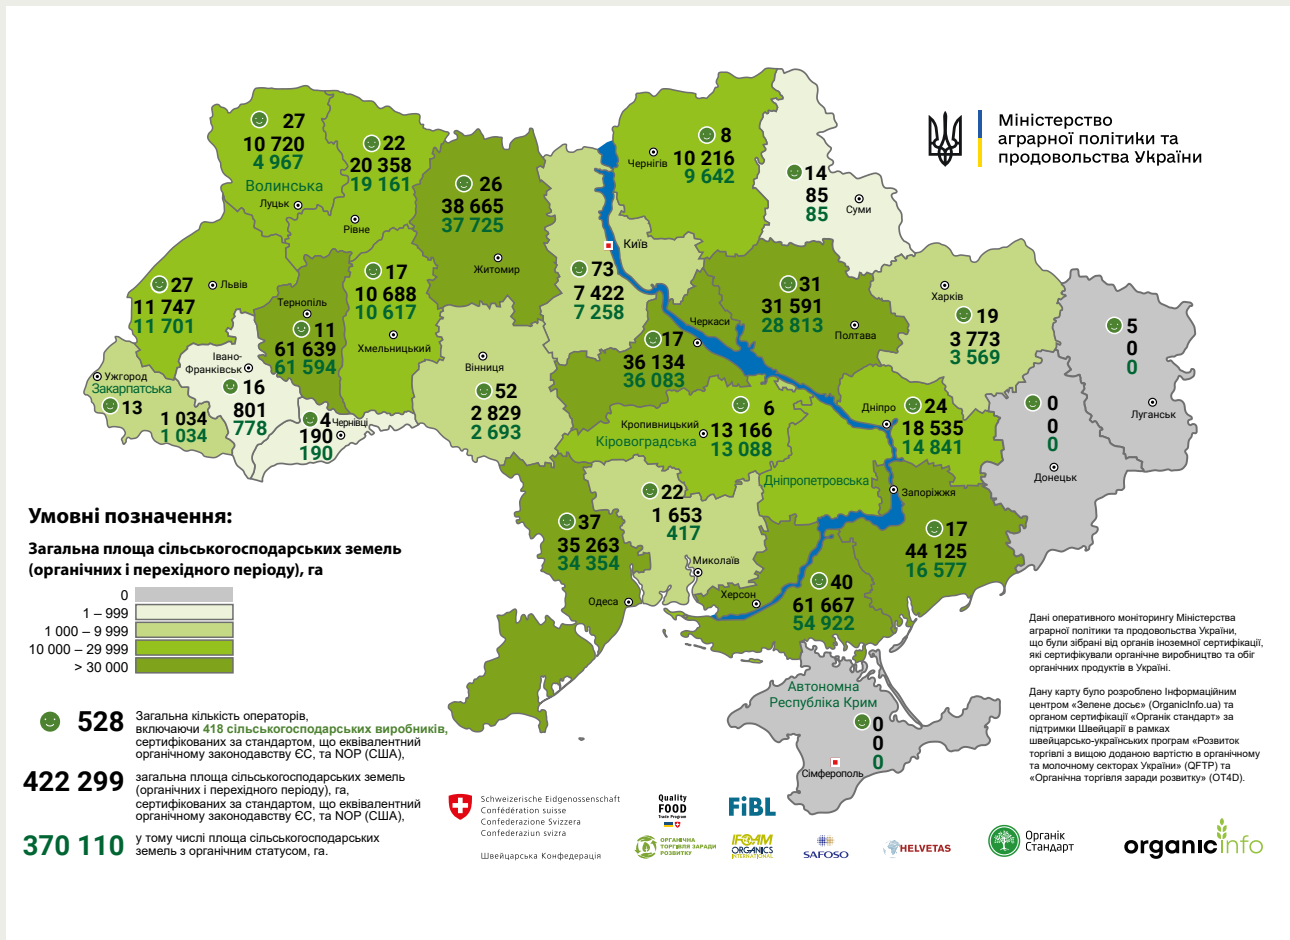 Міністерство
аграрної політики та
продовольства України
27
10 720
4 967
Волинська
Луцьк
22
20 358
19 161
Рівне
26
38 665
37 725
Житомир
8
Чернігів
10 216
9 642
14
85
85
Суми
Київ
73
7 422
7 258
27
Львів
11 747
11 701
Тернопіль
11
61 639
61 594
17
10 688
10 617
Хмельницький
31
31 591
28 813
Полтава
Харків
19
3 773
3 569
5
0
0
Луганськ
Черкаси
17
36 134
36 083
Вінниця
52
2 829
2 693
Івано-
Франківськ
16
801
778
Ужгород
Закарпатська
13
1 034
1 034
4
Чернівці
190
190
6
Кропивницький
13 166
Кіровоградська
13 088
Дніпро
24
18 535
14 841
Дніпропетровська
0
0
0
Донецьк
Запоріжжя
17
44 125
16 577
22
1 653
417
Миколаїв
37
35 263
34 354
Одеса
Херсон
40
61 667
54 922
Автономна
Республіка Крим
0
0
0
Сімферополь
Умовні позначення:
Загальна площа сільськогосподарських земель
(органічних і перехідного періоду), га
0
1 – 999
1 000 – 9 999
10 000 – 29 999
> 30 000
528
Загальна кількість операторів,
включаючи 418 сільськогосподарських виробників,
сертифікованих за стандартом, що еквівалентний
органічному законодавству ЄС, та NOP (США),
422 299
загальна площа сільськогосподарських земель
(органічних і перехідного періоду), га,
сертифікованих за стандартом, що еквівалентний
органічному законодавству ЄС, та NOP (США),
370 110
у тому числі площа сільськогосподарських
земель з органічним статусом, га.
Дані оперативного моніторингу Міністерства
аграрної політики та продовольства України,
що були зібрані від органів іноземної сертифікації,
які сертифікували органічне виробництво та обіг
органічних продуктів в Україні.
Дану карту було розроблено Інформаційним
центром «Зелене досьє» (OrganicInfo.ua) та
органом сертифікації «Органік стандарт» за
підтримки Швейцарії в рамках
швейцарсько-українських програм «Розвиток
торгівлі з вищою доданою вартістю в органічному
та молочному секторах України» (QFTP) та
«Органічна торгівля заради розвитку» (OT4D).
Schweizerische Eidgenossenschaft
Confédération suisse
Confederazione Svizzera
Confederaziun svizra
Швейцарська Конфедерація
Quality
FOOD
Trade Program
FiBL
ОРГАНІЧНА
ТОРГІВЛЯ ЗАРАДИ
РОЗВИТКУ
IFOAM
ORGANICS
INTERNATIONAL
SAFOSO
HELVETAS
Органік
Стандарт
organicinfo